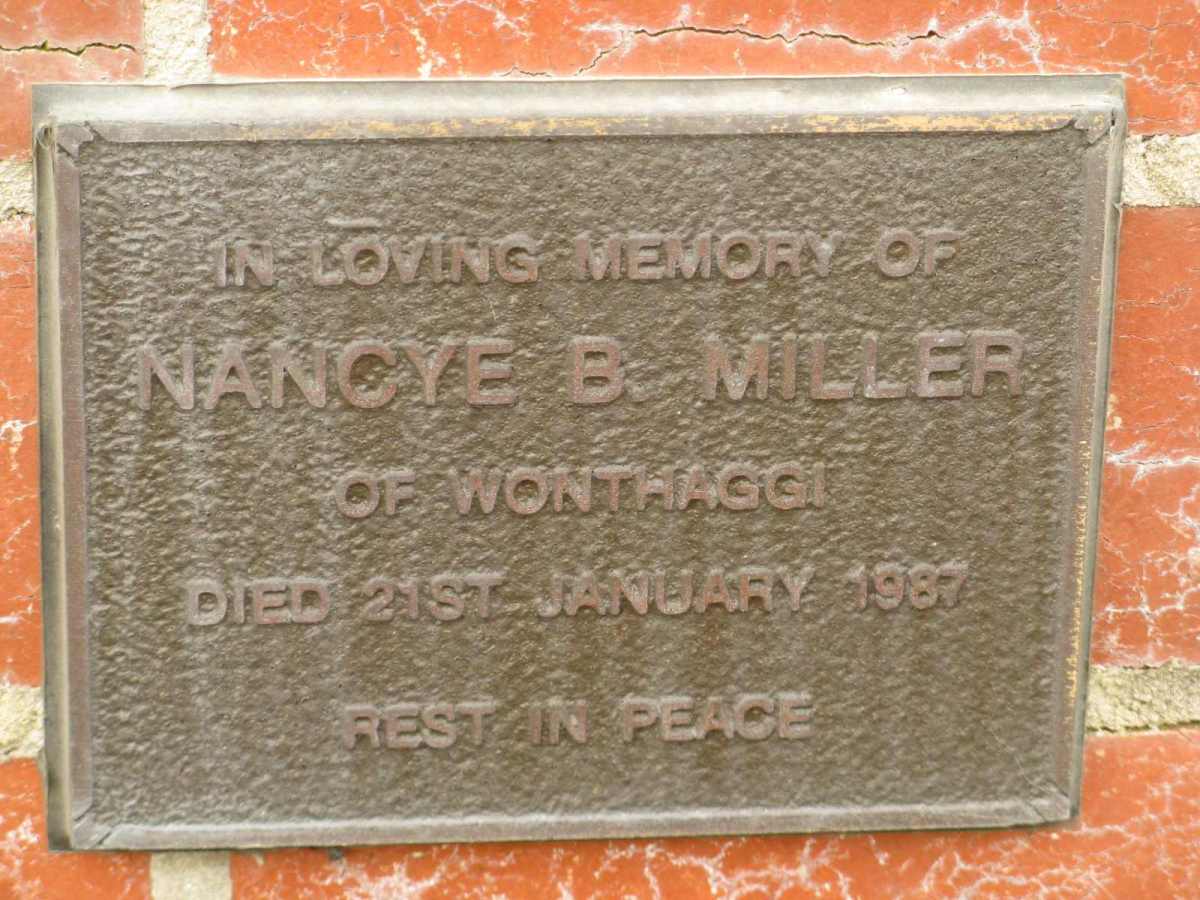 IN LOVING MEMORY OF
NANCYE B. MILLER
OF WONTHAGGI
DIED 21ST JANUARY 1987
REST IN PEACE